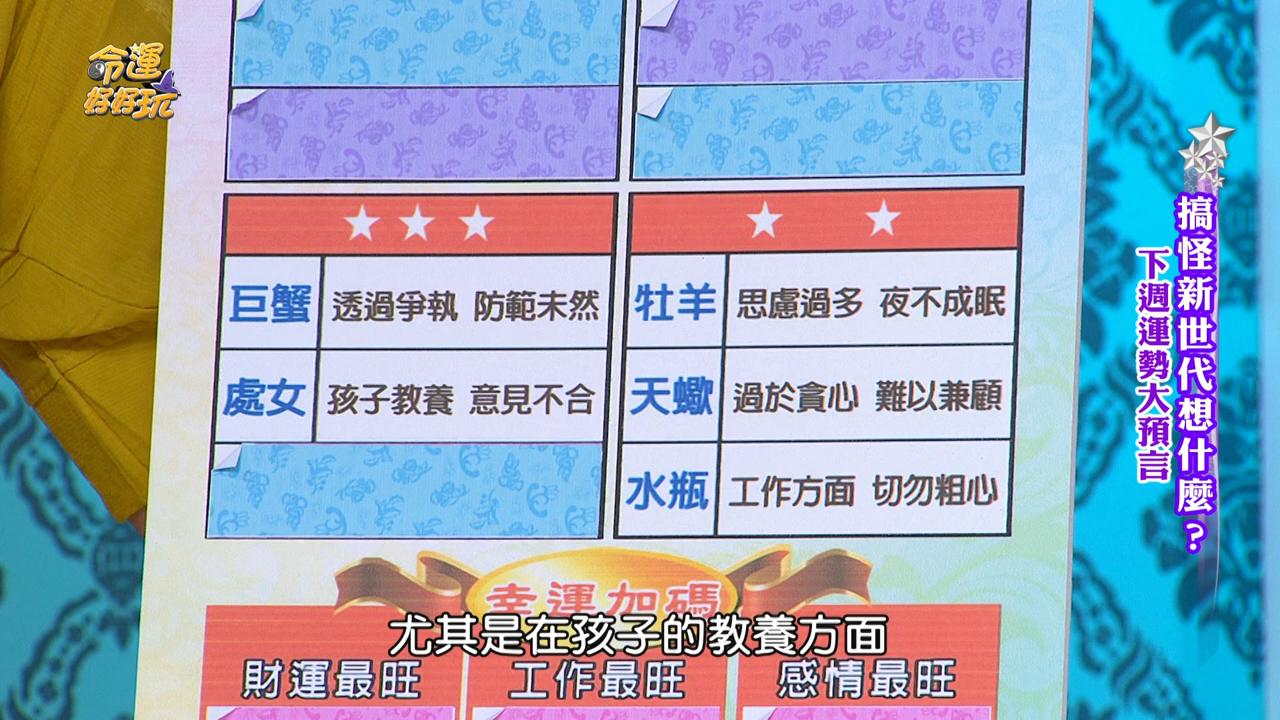 命運
好好玩
搞怪新世代想什麼？
下週運勢大預言
★★★
巨蟹 透過爭執 防範未然
處女 孩子教養 意見不合
★ ★
牡羊 思慮過多 夜不成眠
天蠍 過於貪心 難以兼顧
水瓶 工作方面 切勿粗心
幸運加碼
財運最旺 工作最旺 感情最旺
尤其是在孩子的教養方面